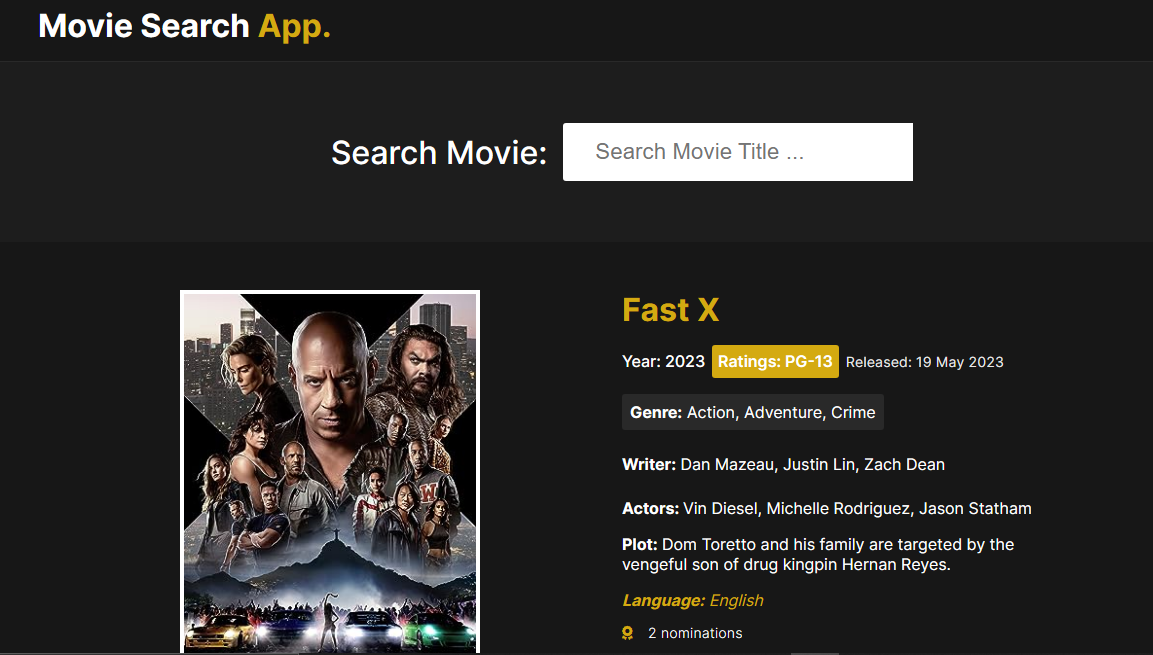 Movie Search App.
Search Movie: Search Movie Title ...
Fast X
Year: 2023 Ratings: PG-13 Released: 19 May 2023
Genre: Action, Adventure, Crime
Writer: Dan Mazeau, Justin Lin, Zach Dean
Actors: Vin Diesel, Michelle Rodriguez, Jason Statham
Plot: Dom Toretto and his family are targeted by the
vengeful son of drug kingpin Hernan Reyes.
Language: English
2 nominations
W